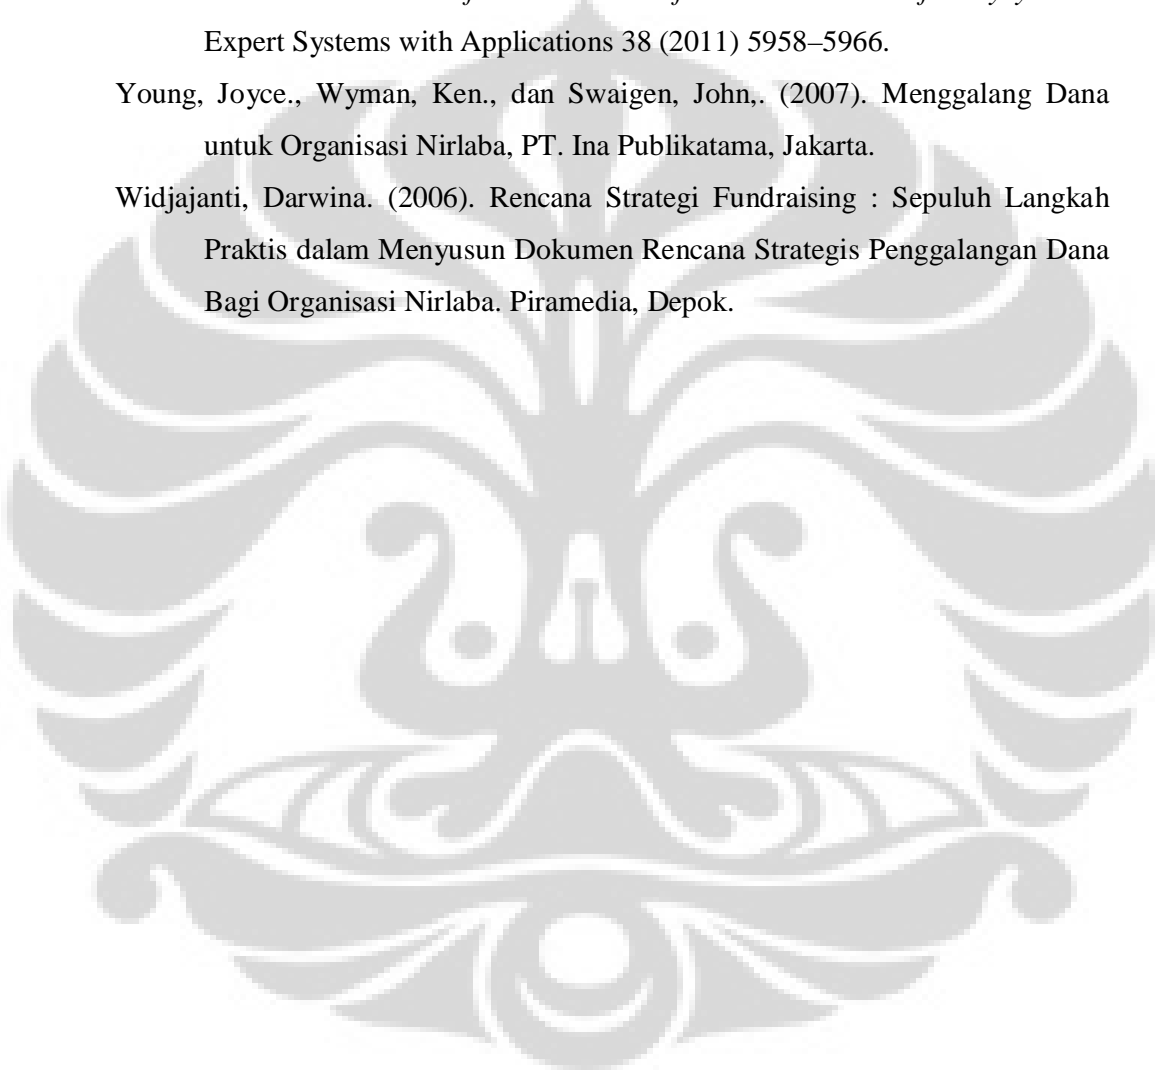 Expert Systems with Applications 38 (2011) 5958–5966.
Young, Joyce., Wyman, Ken., dan Swaigen, John,. (2007). Menggalang Dana
untuk Organisasi Nirlaba, PT. Ina Publikatama, Jakarta.
Widjajanti, Darwina. (2006). Rencana Strategi Fundraising : Sepuluh Langkah
Praktis dalam Menyusun Dokumen Rencana Strategis Penggalangan Dana
Bagi Organisasi Nirlaba. Piramedia, Depok.